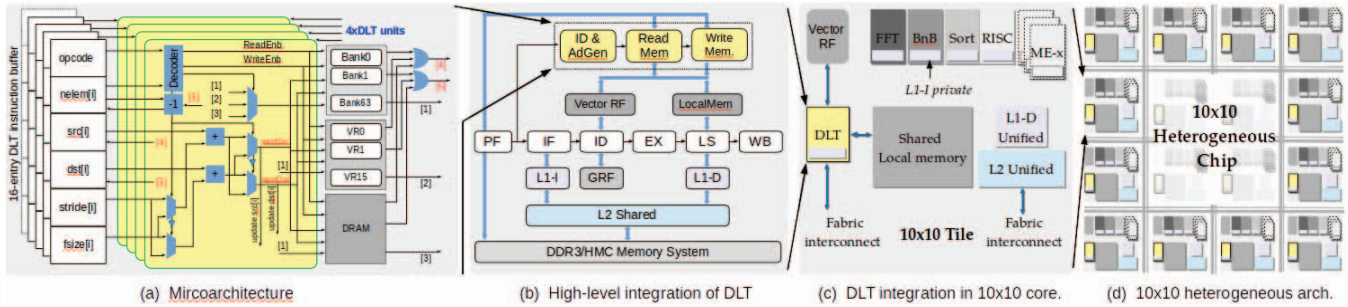 16-entry DLT instruction buffer
opcode
nelem[i]
src[i]
dst[i]
stride[i]
fsize[i]
4xDLT units
Decoder
-1
ReadEnb
WriteEnb
[1]
[2]
[3]
+
+
[1]
update src[i]
update dst[i]
[1]
Bank0
Bank1
Bank63
VR0
VR1
VR15
DRAM
[1]
[2]
[3]
(a) Mircoarchitecture
ID & AdGen
Read Mem
Write Mem.
Vector RF
LocalMem
PF
IF
ID
EX
LS
WB
L1-I
GRF
L1-D
L2 Shared
DDR3/HMC Memory System
(b) High-level integration of DLT
Vector RF
FFT
BnB
Sort
RISC
ME-x
L1-I private
DLT
Shared
Local memory
L1-D
Unified
L2 Unified
Fabric
interconnect
10x10 Tile
Fabric
interconnect
(c) DLT integration in 10x10 core.
10x10
Heterogeneous
Chip
(d) 10x10 heterogeneous arch.